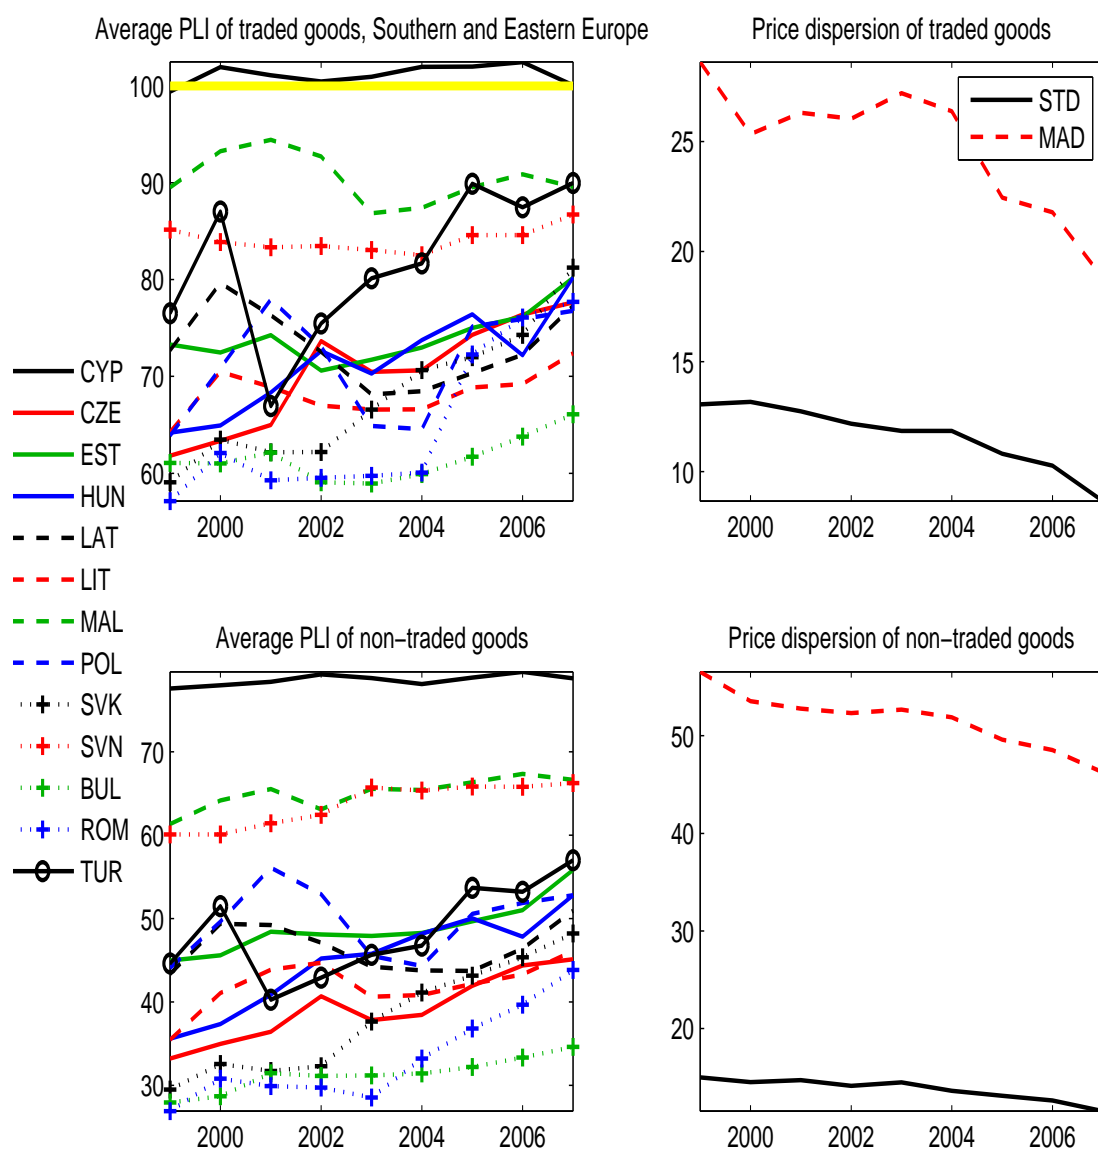 Average PLI of traded goods, Southern and Eastern Europe
100
90
80
70
60
2000 2002 2004 2006
Price dispersion of traded goods
STD
MAD
25
20
15
10
2000 2002 2004 2006
CYP
CZE
EST
HUN
LAT
LIT
MAL
POL
SVK
SVN
BUL
ROM
TUR
Average PLI of non−traded goods
70
60
50
40
30
2000 2002 2004 2006
Price dispersion of non−traded goods
50
40
30
20
2000 2002 2004 2006